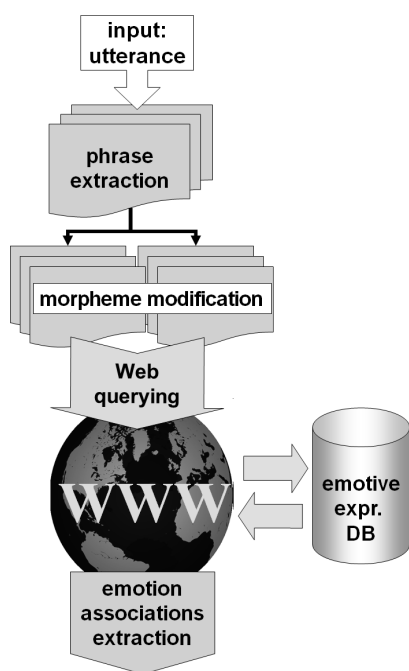 input:
utterance
phrase
extraction
morpheme modification
Web
querying
WWW
emotive
expr.
DB
emotion
associations
extraction